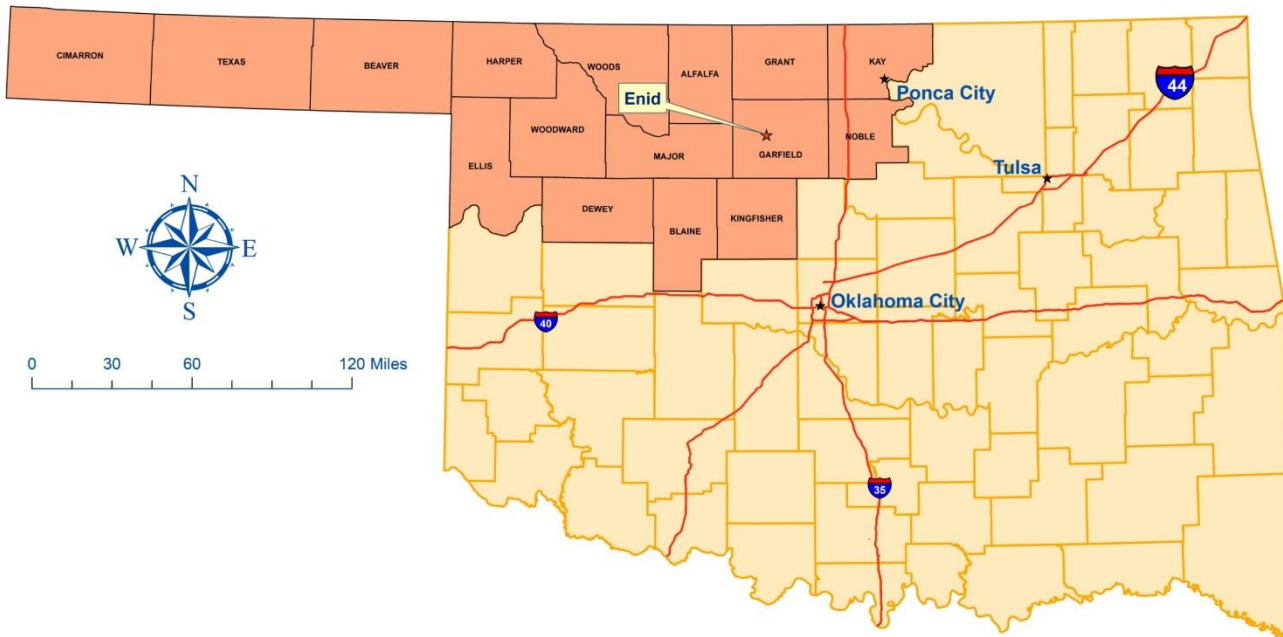 CIMARRON
TEXAS
BEAVER
HARPER
WOODS
ALFALFA
GRANT
KAY
Ponca City
44
Enid
WOODWARD
NOBLE
MAJOR
GARFIELD
ELLIS
Tulsa
DEWEY
BLAINE
KINGFISHER
N
W
E
S
Oklahoma City
40
0
30
60
120 Miles
35